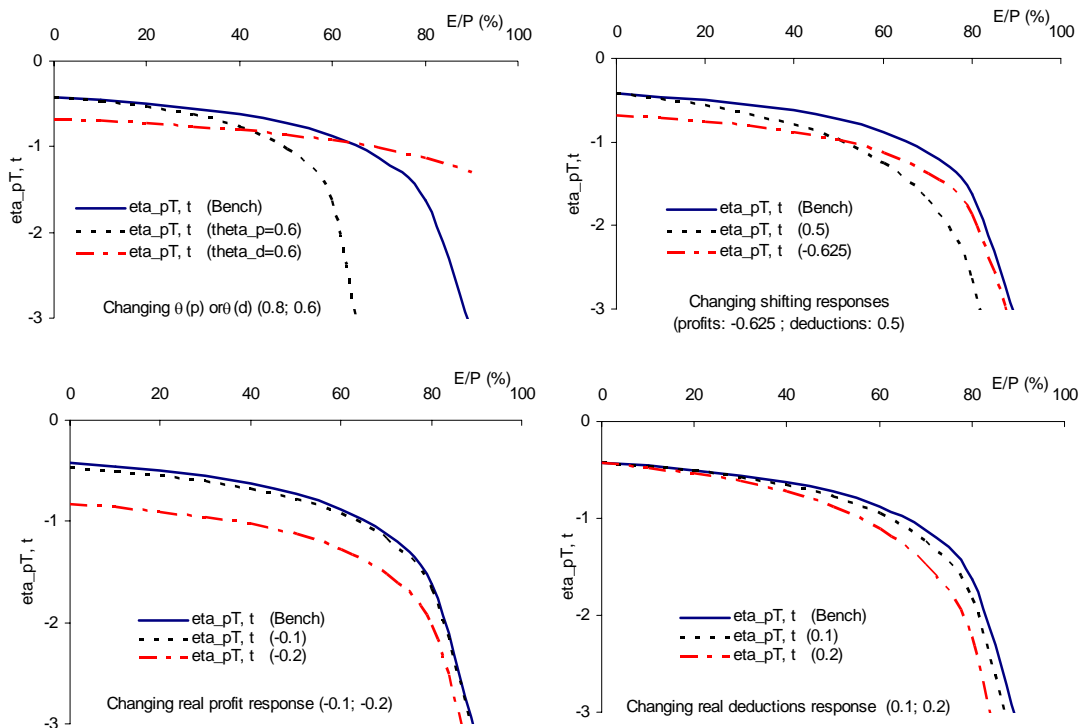 E/P (%)
0 20 40 60 80 100
0
-1
-2
-3
eta_pT, t
eta_pT, t (Bench)
eta_pT, t (theta_p=0.6)
eta_pT, t (theta_d=0.6)
Changing θ(p) orθ(d) (0.8; 0.6)
E/P (%)
0 20 40 60 80 100
0
-1
-2
-3
eta_pT,t
eta_pT, t (Bench)
eta_pT, t (0.5)
eta_pT, t (-0.625)
Changing shifting responses
(profits: -0.625 ; deductions: 0.5)
E/P (%)
0 20 40 60 80 100
0
-1
-2
-3
eta_pT, t
eta_pT, t (Bench)
eta_pT, t (-0.1)
eta_pT, t (-0.2)
Changing real profit response (-0.1; -0.2)
E/P (%)
0 20 40 60 80 100
0
-1
-2
-3
eta_pT, t
eta_pT, t (Bench)
eta_pT, t (0.1)
eta_pT, t (0.2)
Changing real deductions response (0.1; 0.2)